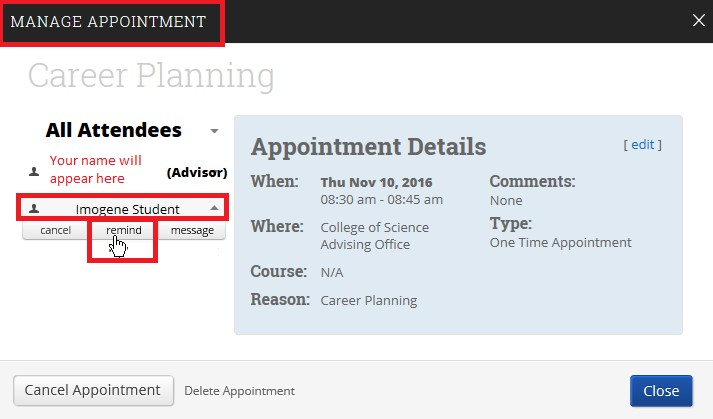 MANAGE APPOINTMENT
Career Planning
All Attendees
Your name will
appear here
(Advisor)
Imogene Student
cancel
remind
message
Appointment Details
[ edit ]
When:
Thu Nov 10, 2016
08:30 am - 08:45 am
Where:
College of Science
Advising Office
Course:
N/A
Reason:
Career Planning
Comments:
None
Type:
One Time Appointment
Cancel Appointment
Delete Appointment
Close